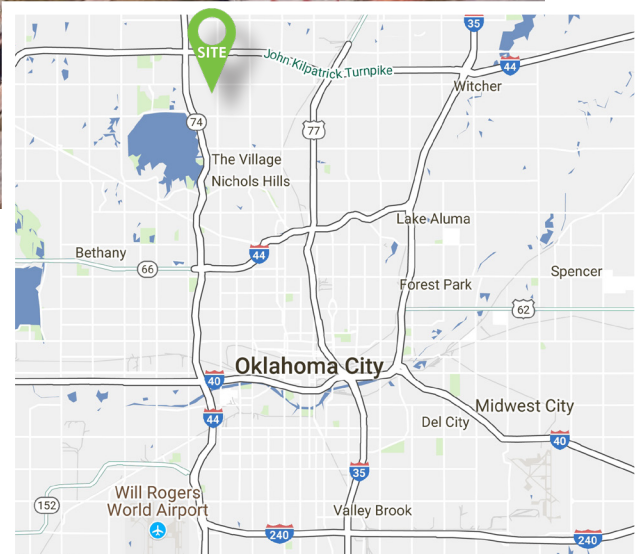 35
SITE
John Kilpatrick Turnpike
44
Witcher
74
77
The Village
Nichols Hills
Lake Aluma
Bethany
44
66
Spencer
Forest Park
62
Oklahoma City
40
Midwest City
44
Del City
40
35
Will Rogers
World Airport
152
Valley Brook
240
240